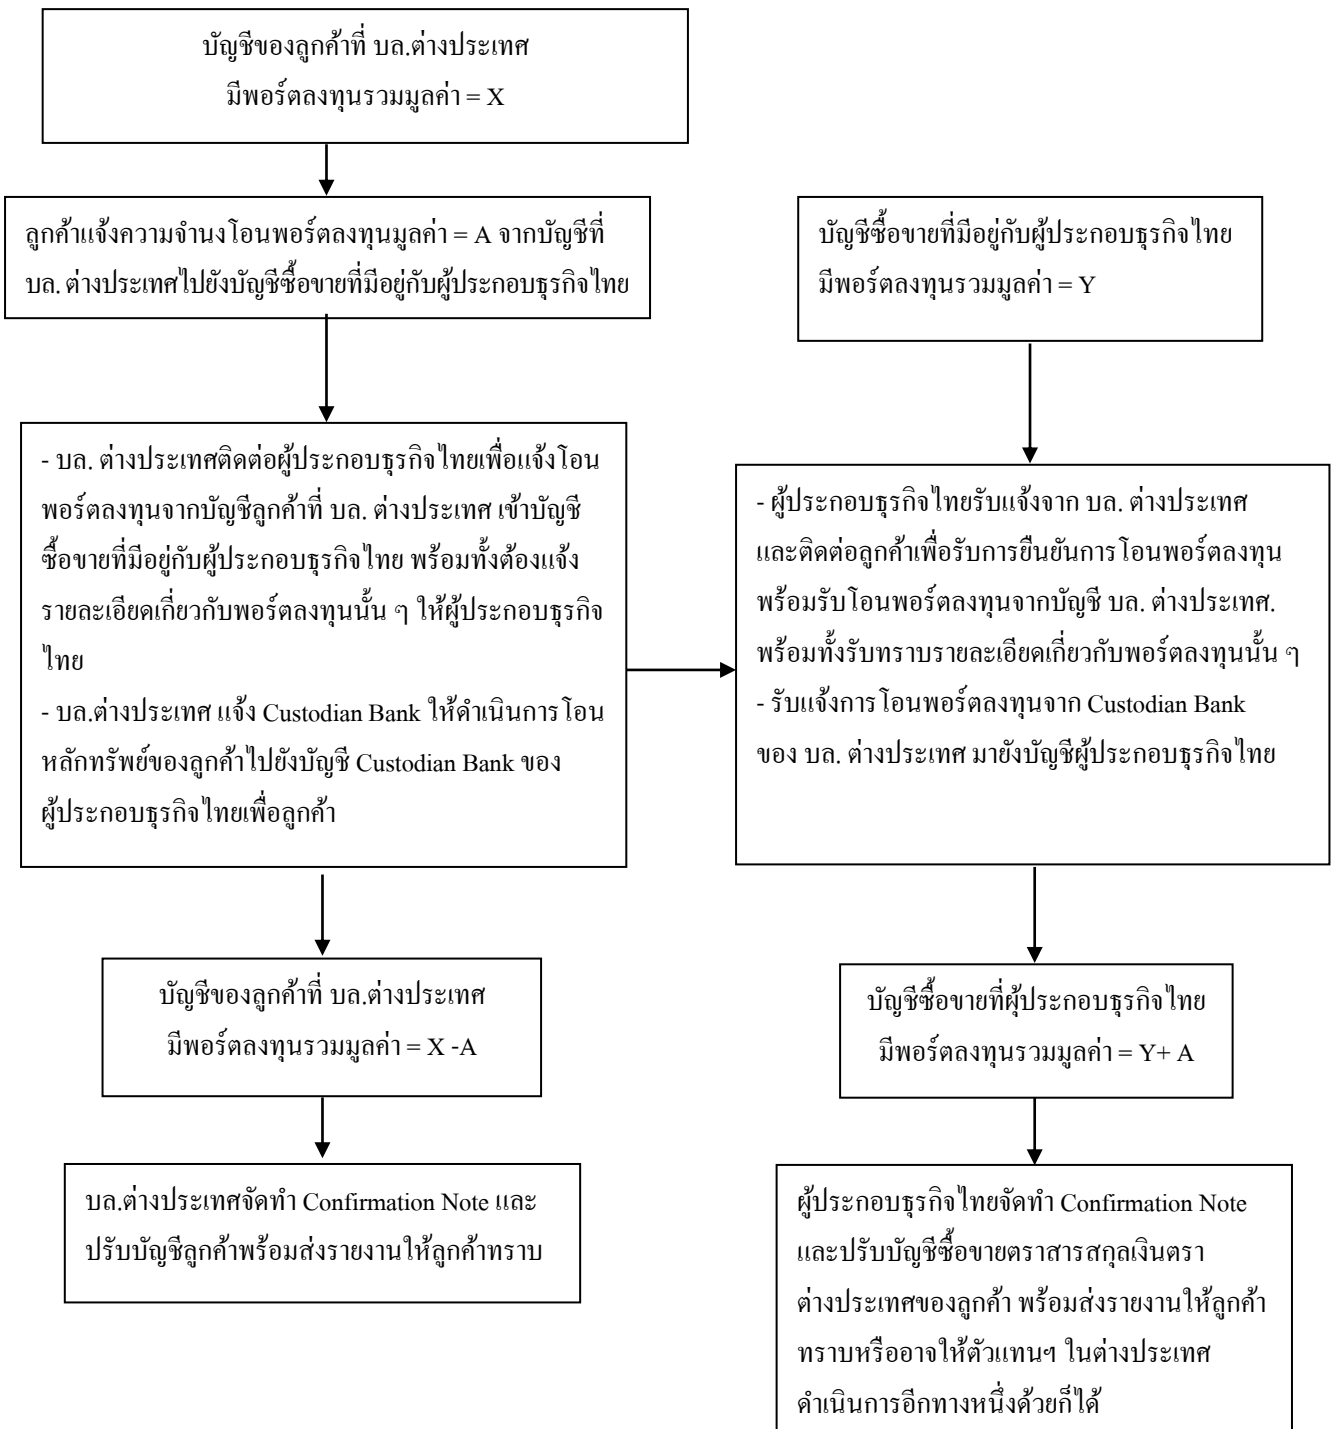 บัญชีของลูกค้าที่ บล.ต่างประเทศ
มีพอร์ตลงทุนรวมมูลค่า = X
ลูกค้าแจ้งความจำนงโอนพอร์ตลงทุนมูลค่า = A จากบัญชีที่
บล. ต่างประเทศไปยังบัญชีซื้อขายที่มีอยู่กับผู้ประกอบธุรกิจไทย
บัญชีซื้อขายที่มีอยู่กับผู้ประกอบธุรกิจไทย
มีพอร์ตลงทุนรวมมูลค่า = Y
- บล. ต่างประเทศติดต่อผู้ประกอบธุรกิจไทยเพื่อแจ้งโอน
พอร์ตลงทุนจากบัญชีลูกค้าที่ บล. ต่างประเทศ เข้าบัญชี
ซื้อขายที่มีอยู่กับผู้ประกอบธุรกิจไทย พร้อมทั้งต้องแจ้ง
รายละเอียดเกี่ยวกับพอร์ตลงทุนนั้น ๆ ให้ผู้ประกอบธุรกิจ
ไทย
- บล.ต่างประเทศ แจ้ง Custodian Bank ให้ดำเนินการโอน
หลักทรัพย์ของลูกค้าไปยังบัญชี Custodian Bank ของ
ผู้ประกอบธุรกิจไทยเพื่อลูกค้า
- ผู้ประกอบธุรกิจไทยรับแจ้งจาก บล. ต่างประเทศ
และติดต่อลูกค้าเพื่อรับการยืนยันการโอนพอร์ตลงทุน
พร้อมรับโอนพอร์ตลงทุนจากบัญชี บล. ต่างประเทศ.
พร้อมทั้งรับทราบรายละเอียดเกี่ยวกับพอร์ตลงทุนนั้น ๆ
- รับแจ้งการโอนพอร์ตลงทุนจาก Custodian Bank
ของ บล. ต่างประเทศ มายังบัญชีผู้ประกอบธุรกิจไทย
บัญชีของลูกค้าที่ บล.ต่างประเทศ
มีพอร์ตลงทุนรวมมูลค่า = X -A
บัญชีซื้อขายที่ผุ้ประกอบธุรกิจไทย
มีพอร์ตลงทุนรวมมูลค่า = Y+ A
บล.ต่างประเทศจัดทำ Confirmation Note และ
ปรับบัญชีลูกค้าพร้อมส่งรายงานให้ลูกค้าทราบ
ผู้ประกอบธุรกิจไทยจัดทำ Confirmation Note
และปรับบัญชีซื้อขายตราสารสกุลเงินตรา
ต่างประเทศของลูกค้า พร้อมส่งรายงานให้ลูกค้า
ทราบหรืออาจให้ตัวแทนฯ ในต่างประเทศ
ดำเนินการอีกทางหนึ่งด้วยก็ได้